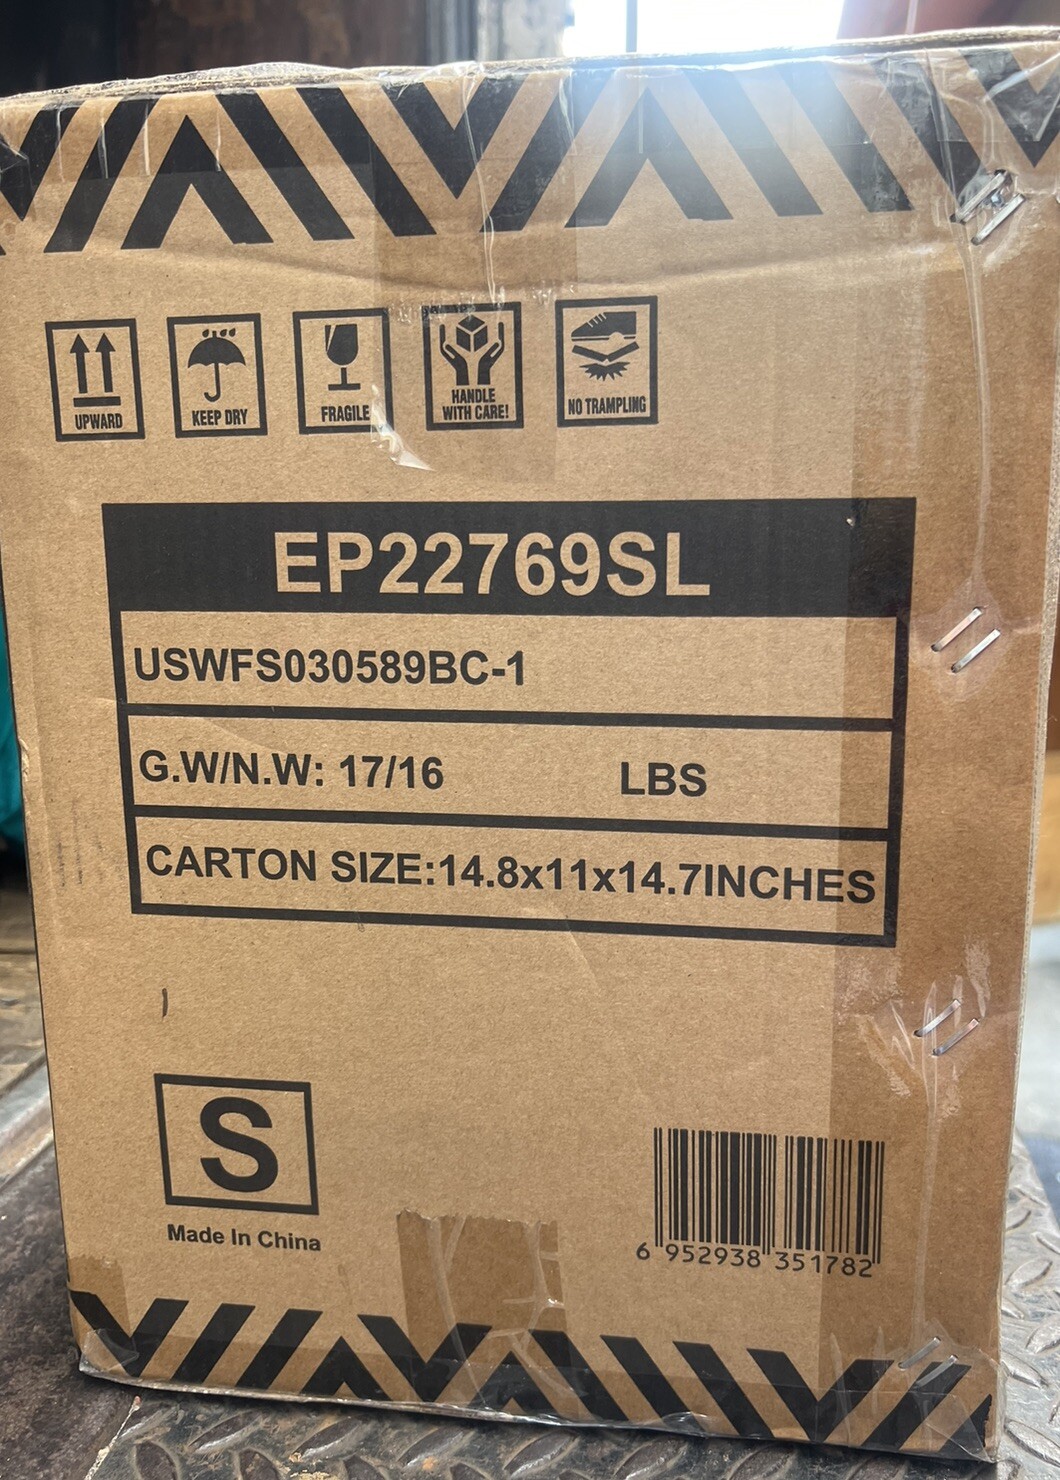 UPWARD
KEEP DRY
FRAGILE
HANDLE
WITH CARE!
NO TRAMPLING
EP22769SL
USWFS030589BC-1
G.W/N.W: 17/16 LBS
CARTON SIZE:14.8x11x14.7INCHES
S
Made In China
6 952938 351782